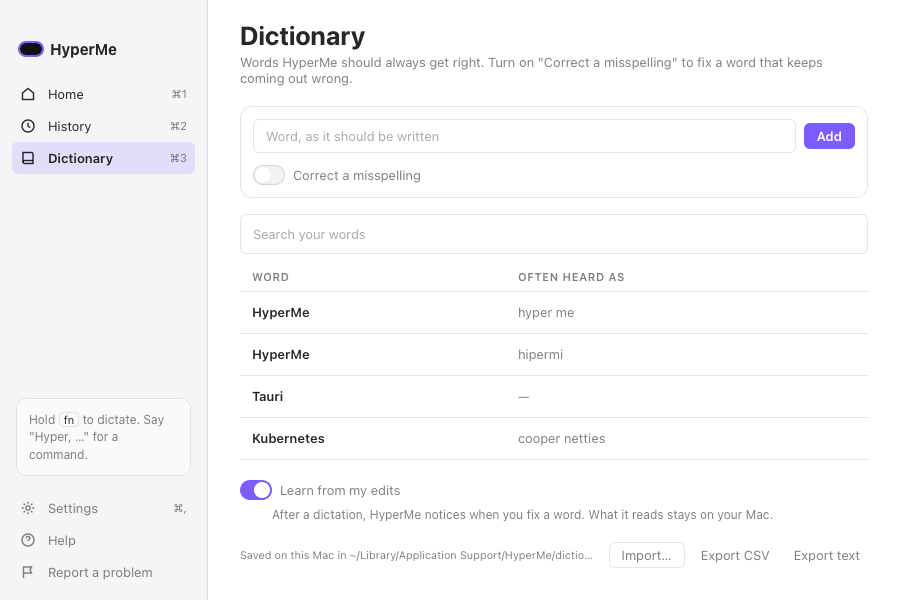 HyperMe
Home ⌘1
History ⌘2
Dictionary ⌘3
Hold fn to dictate. Say
"Hyper, ..." for a
command.
Settings ⌘,
Help
Report a problem
Dictionary
Words HyperMe should always get right. Turn on "Correct a misspelling" to fix a word that keeps
coming out wrong.
Word, as it should be written
Add
Correct a misspelling
Search your words
WORD OFTEN HEARD AS
HyperMe hyper me
HyperMe hipermi
Tauri —
Kubernetes cooper netties
Learn from my edits
After a dictation, HyperMe notices when you fix a word. What it reads stays on your Mac.
Saved on this Mac in ~/Library/Application Support/HyperMe/dictio... Import... Export CSV Export text